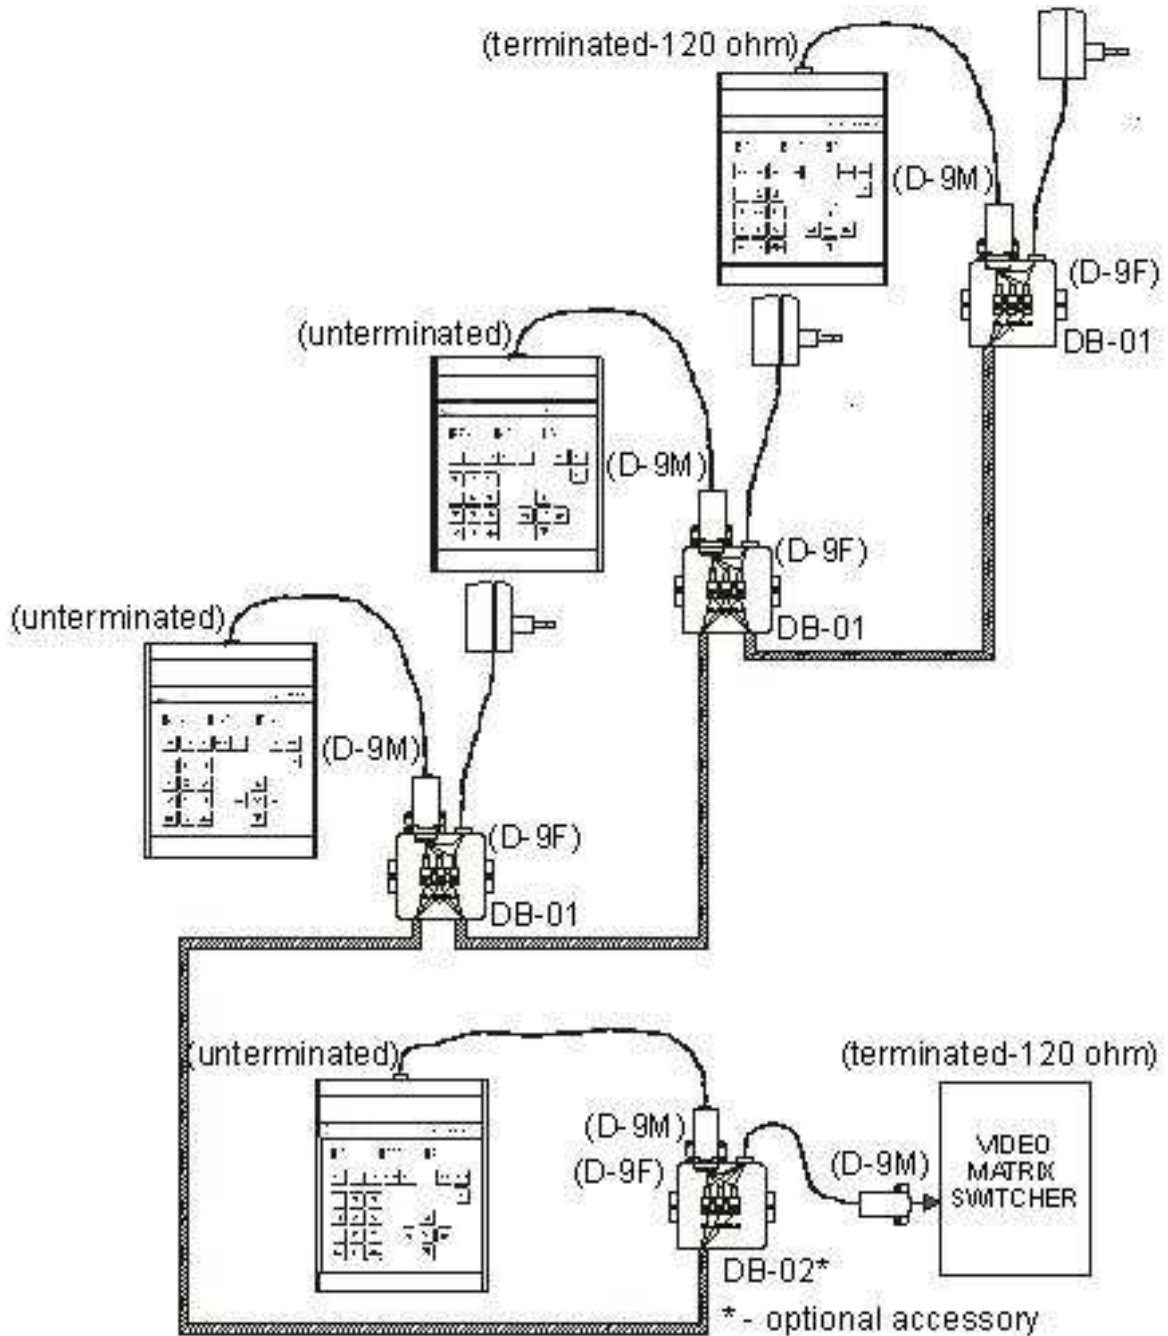 (terminated-120 ohm)
(D-9M)
(D-9F)
DB-01
(unterminated)
(D-9M)
(D-9F)
DB-01
(unterminated)
(D-9M)
(D-9F)
DB-01
(unterminated)
(terminated-120 ohm)
(D-9M)
(D-9F)
(D-9M)
VIDEO
MATRIX
SWITCHER
DB-02*
* - optional accessory